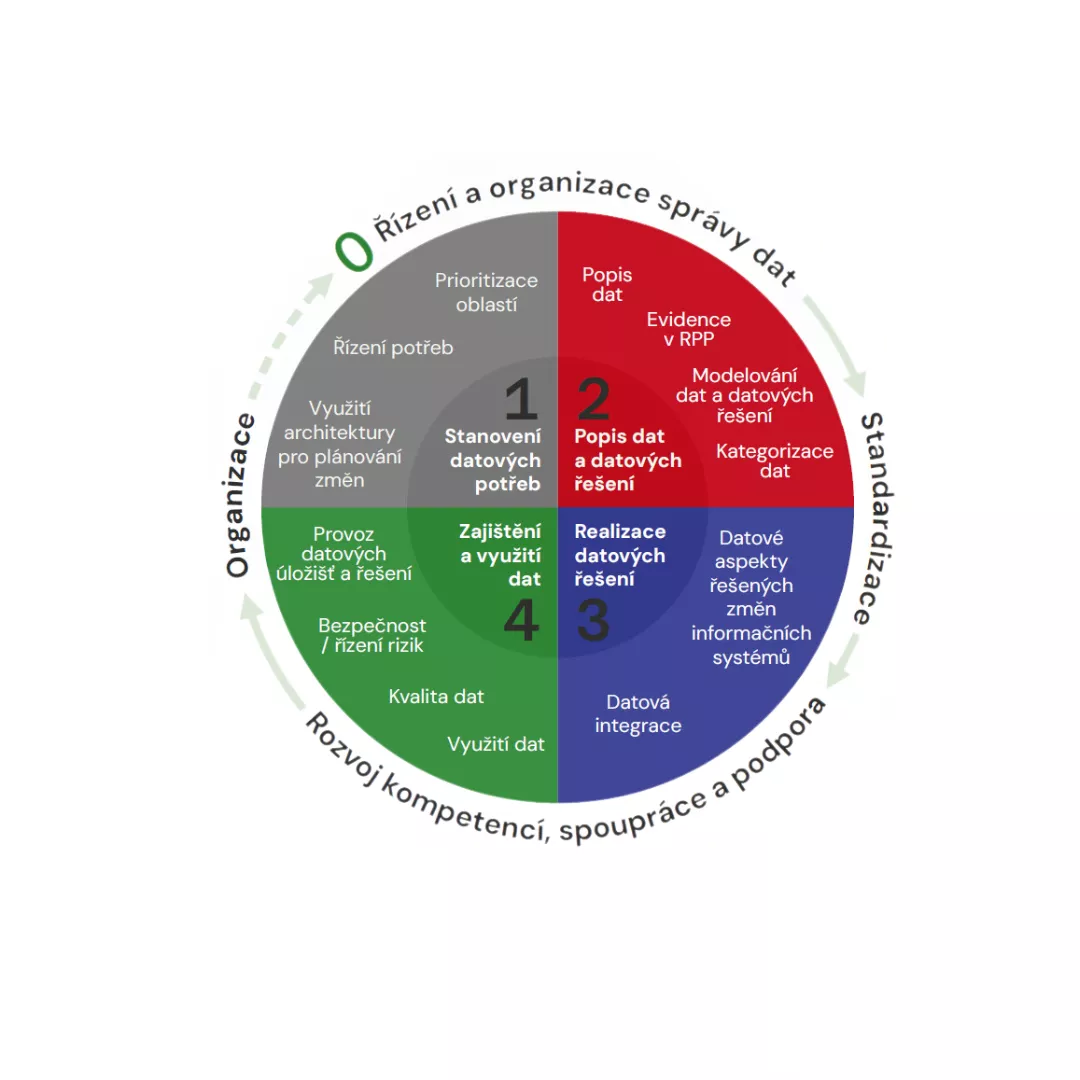 0 Řízení a organizace správy dat
Standardizace
Rozvoj kompetencí, spoupráce a podpora
Organizace
Prioritizace
oblastí
Řízení potřeb
Využití
architektury
pro plánování
změn
1
Stanovení
datových
potřeb
Popis
dat
Evidence
v RPP
Modelování
dat a datových
řešení
Kategorizace
dat
2
Popis dat
a datových
řešení
Realizace
datových
řešení
3
Datové
aspekty
řešených
změn
informačních
systémů
Datová
integrace
Zajištění
a využití
dat
4
Provoz
datových
úložišť a řešení
Bezpečnost
/ řízení rizik
Kvalita dat
Využití dat